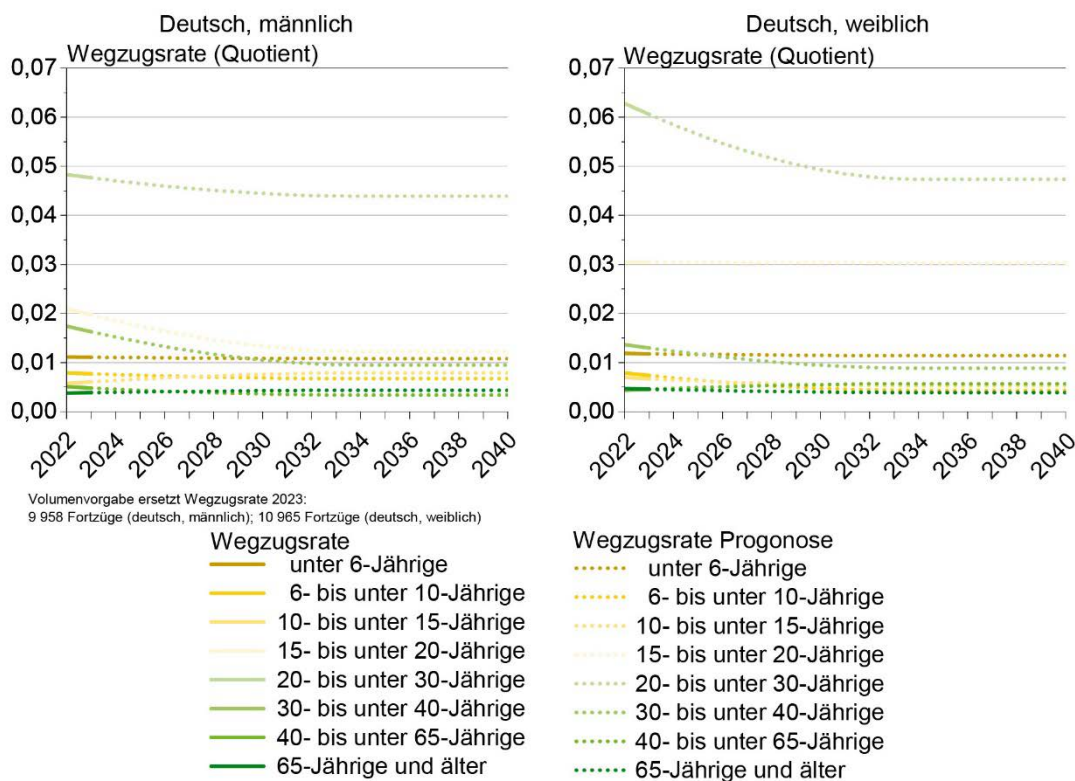 Deutsch, männlich
Wegzugsrate (Quotient)
0,07
0,06
0,05
0,04
0,03
0,02
0,01
0,00
2022
2024
2026
2028
2030
2032
2034
2036
2038
2040
Deutsch, weiblich
Wegzugsrate (Quotient)
0,07
0,06
0,05
0,04
0,03
0,02
0,01
0,00
2022
2024
2026
2028
2030
2032
2034
2036
2038
2040
Volumenvorgabe ersetzt Wegzugsrate 2023:
9 958 Fortzüge (deutsch, männlich); 10 965 Fortzüge (deutsch, weiblich)
Wegzugsrate
unter 6-Jährige
6- bis unter 10-Jährige
10- bis unter 15-Jährige
15- bis unter 20-Jährige
20- bis unter 30-Jährige
30- bis unter 40-Jährige
40- bis unter 65-Jährige
65-Jährige und älter
Wegzugsrate Progonose
unter 6-Jährige
6- bis unter 10-Jährige
10- bis unter 15-Jährige
15- bis unter 20-Jährige
20- bis unter 30-Jährige
30- bis unter 40-Jährige
40- bis unter 65-Jährige
65-Jährige und älter